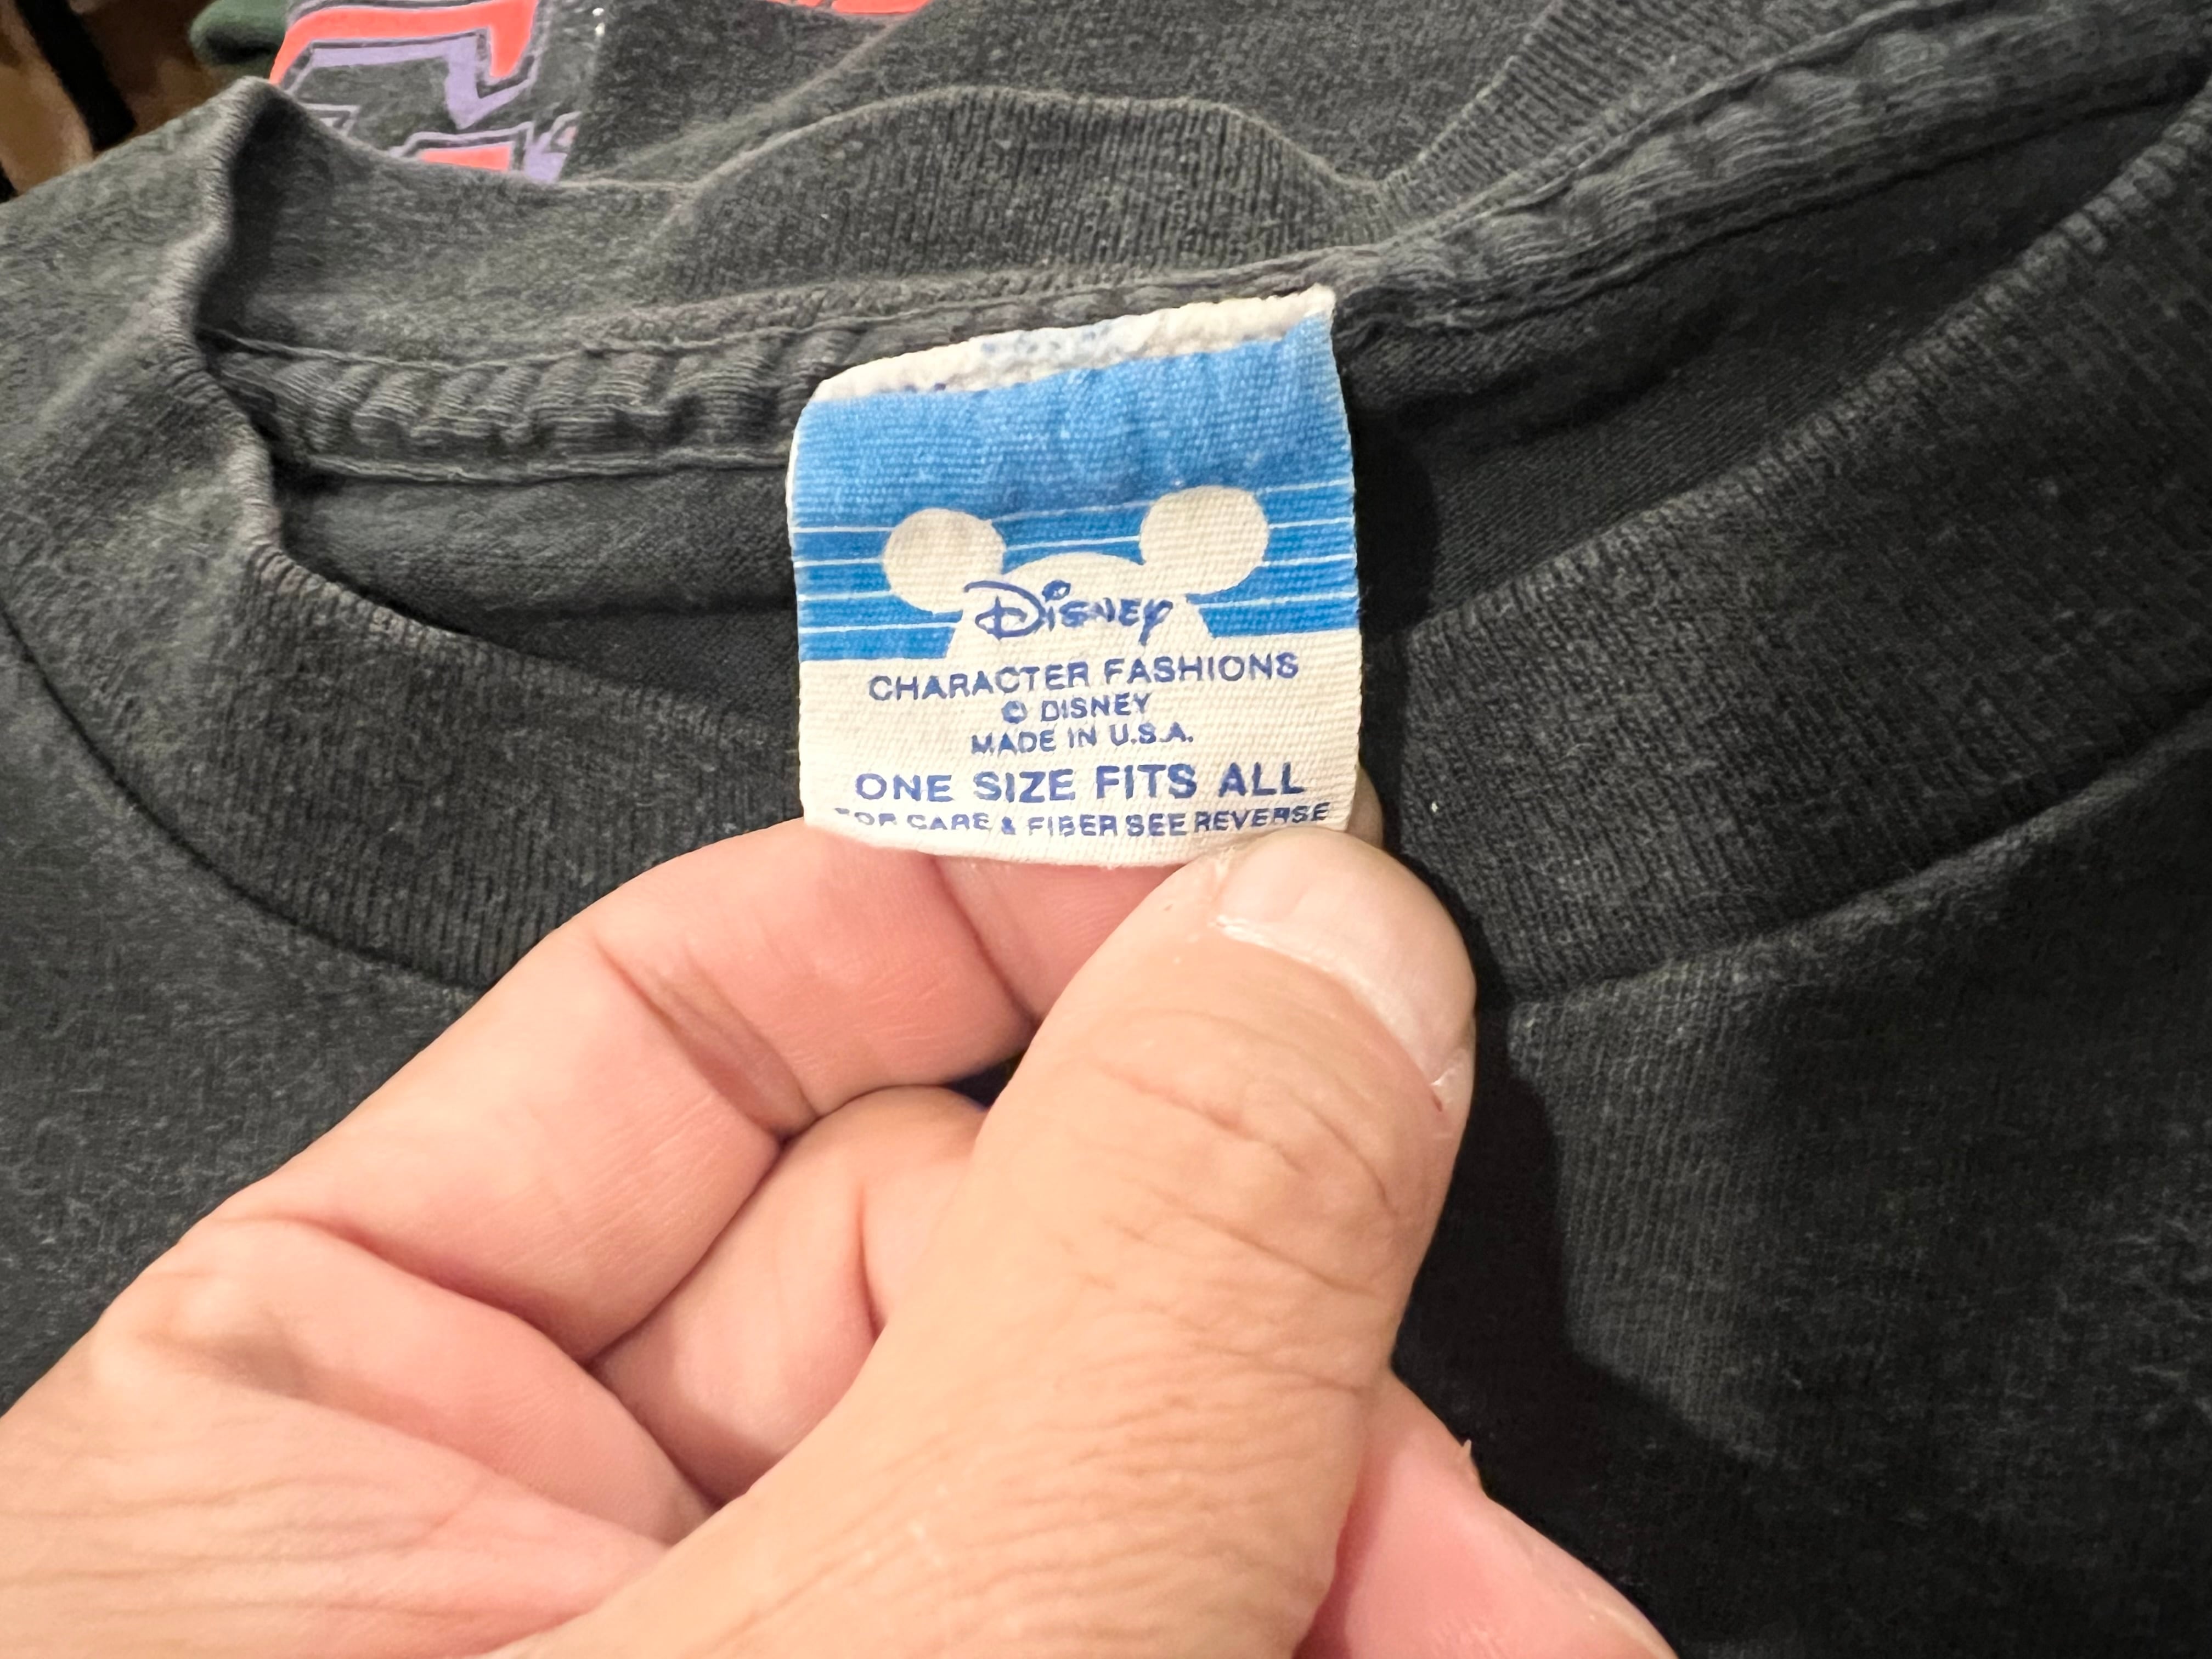 Disney
CHARACTER FASHIONS
© DISNEY
MADE IN U.S.A.
ONE SIZE FITS ALL
FOR CARE & FIBER SEE REVERSE